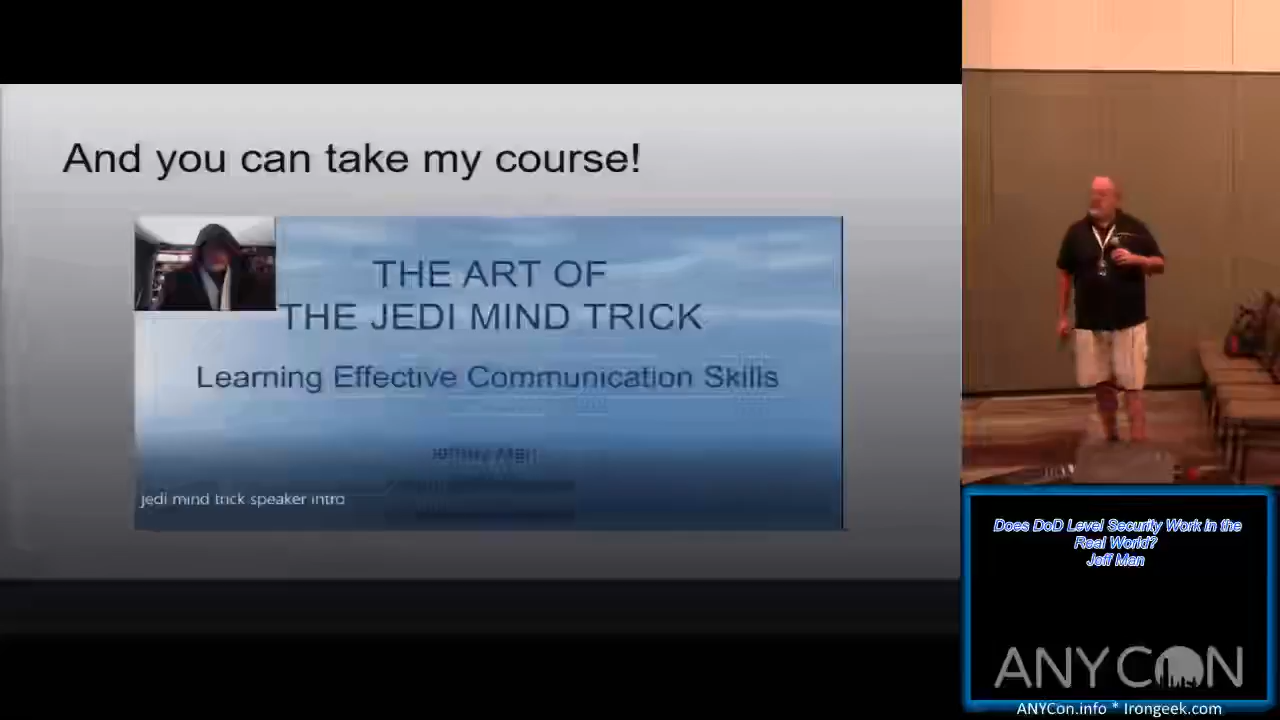 And you can take my course!
THE ART OF
THE JEDI MIND TRICK
Learning Effective Communication Skills
jedi mind trick speaker intro
Does DoD Level Security Work in the
Real World?
Jeff Man
ANYCON
ANYCon.info * Irongeek.com